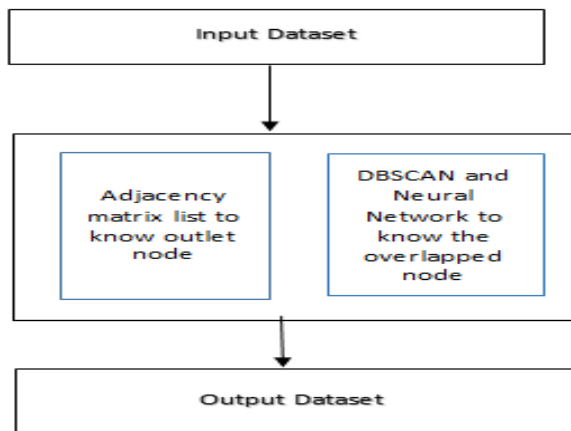 Input Dataset
Adjacency
matrix list to
know outlet
node
DBSCAN and
Neural
Network to
know the
overlapped
node
Output Dataset